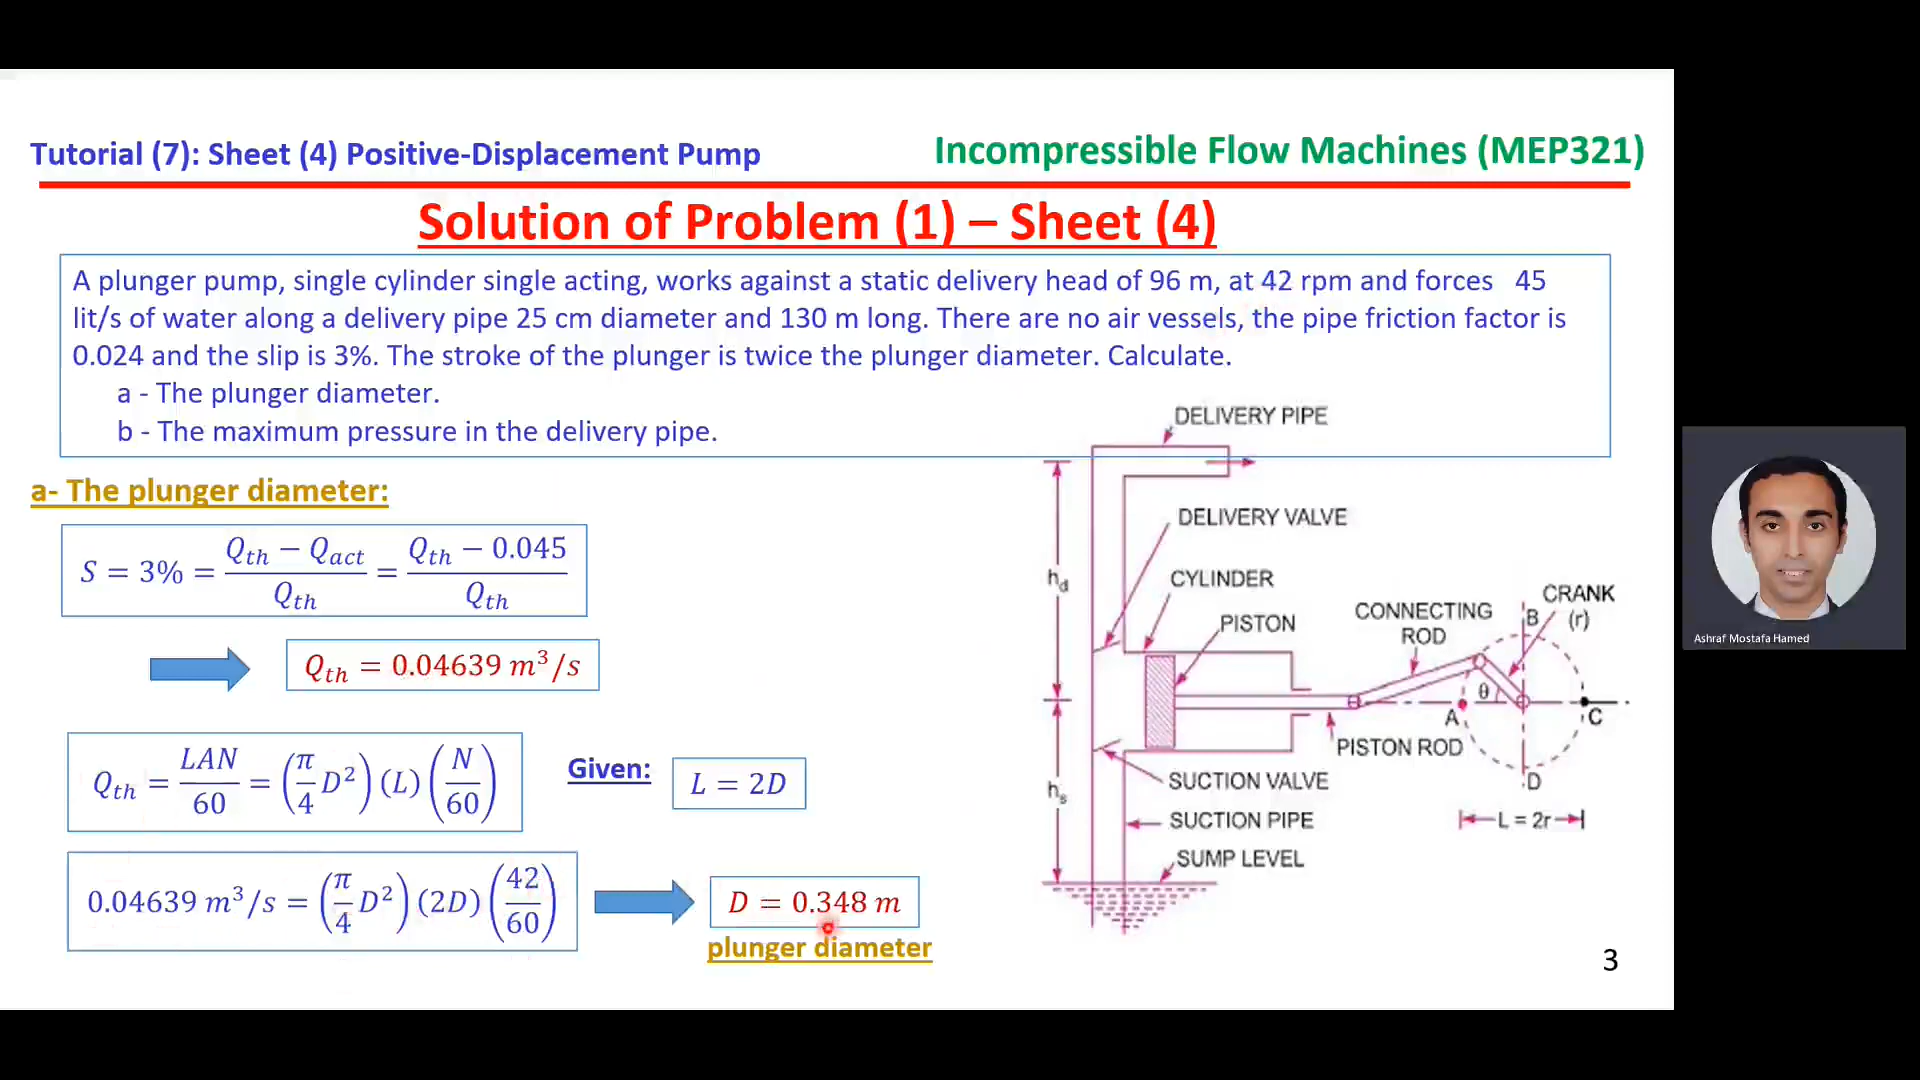 Tutorial (7): Sheet (4) Positive-Displacement Pump
Incompressible Flow Machines (MEP321)
Solution of Problem (1) – Sheet (4)
A plunger pump, single cylinder single acting, works against a static delivery head of 96 m, at 42 rpm and forces 45
lit/s of water along a delivery pipe 25 cm diameter and 130 m long. There are no air vessels, the pipe friction factor is
0.024 and the slip is 3%. The stroke of the plunger is twice the plunger diameter. Calculate.
a - The plunger diameter.
b - The maximum pressure in the delivery pipe.
a- The plunger diameter:
S = 3% = (Q_th − Q_act)/Q_th = (Q_th − 0.045)/Q_th
Q_th = 0.04639 m³/s
Q_th = LAN/60 = (π/4 D²)(L)(N/60)
Given:
L = 2D
0.04639 m³/s = (π/4 D²)(2D)(42/60)
D = 0.348 m
plunger diameter
DELIVERY PIPE
DELIVERY VALVE
h_d
CYLINDER
PISTON
CONNECTING
ROD
CRANK
(r)
B
θ
A
C
PISTON ROD
D
SUCTION VALVE
h_s
SUCTION PIPE
L = 2r
SUMP LEVEL
3
Ashraf Mostafa Hamed